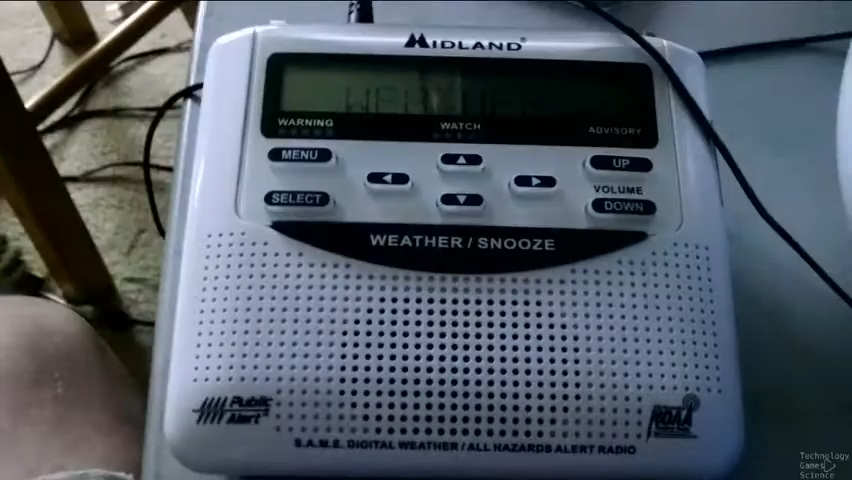 MIDLAND
WEATHER
WARNING
WATCH
ADVISORY
MENU
UP
SELECT
VOLUME
DOWN
WEATHER / SNOOZE
Public
Alert
NOAA
S.A.M.E. DIGITAL WEATHER / ALL HAZARDS ALERT RADIO
Technology
Games
Science